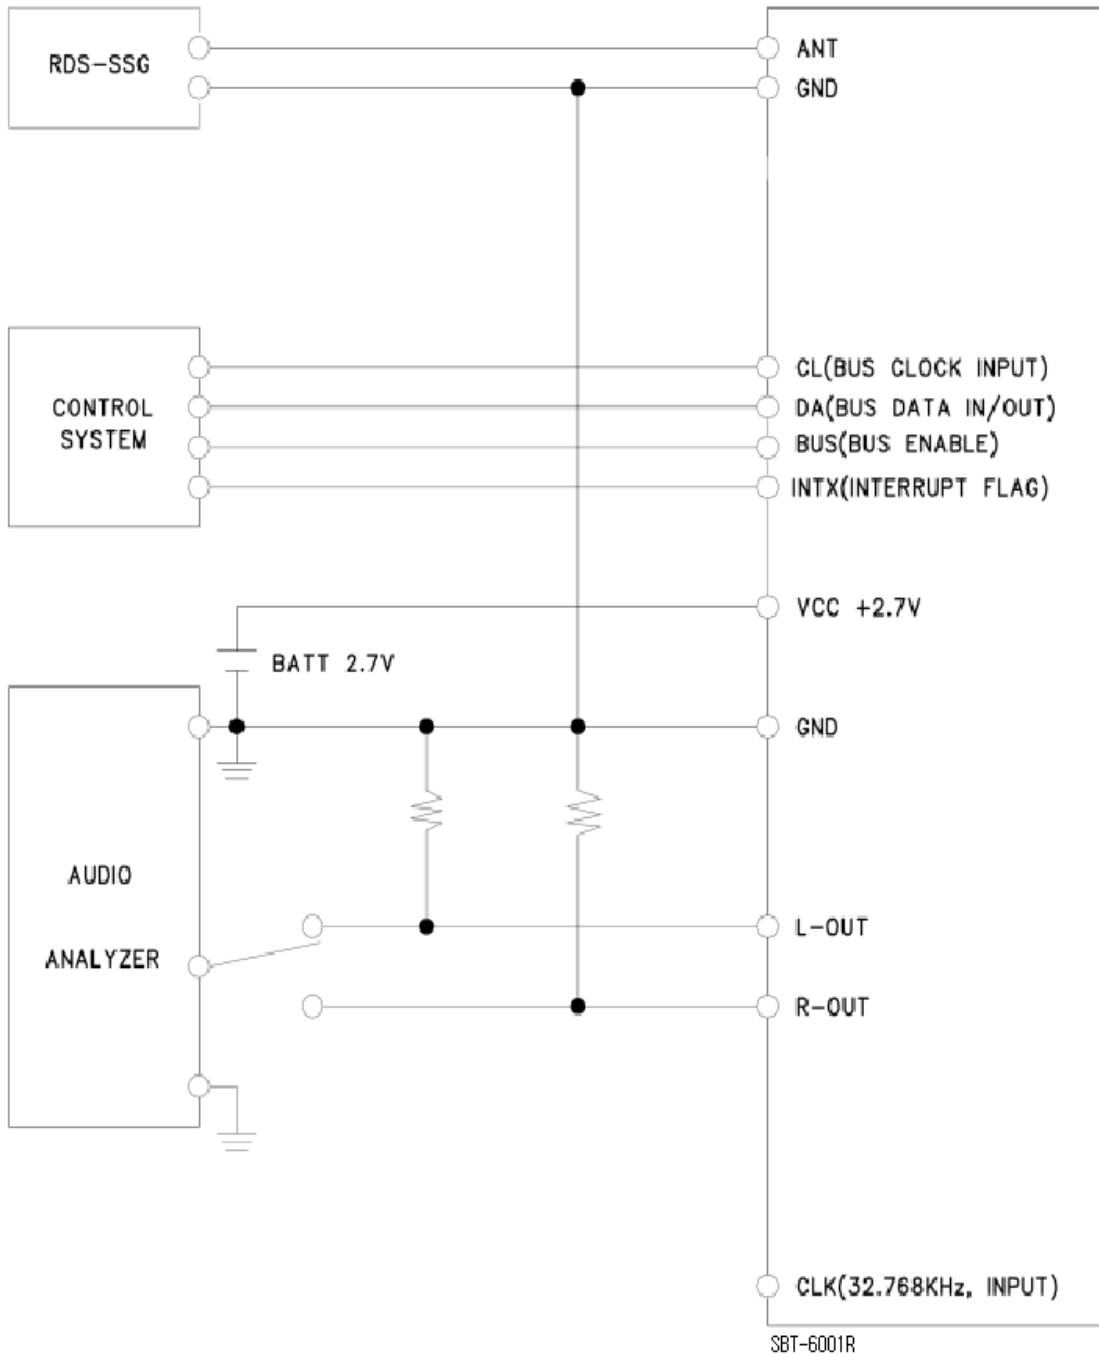 RDS-SSG
ANT
GND
CONTROL
SYSTEM
CL(BUS CLOCK INPUT)
DA(BUS DATA IN/OUT)
BUS(BUS ENABLE)
INTX(INTERRUPT FLAG)
VCC +2.7V
BATT 2.7V
GND
AUDIO
ANALYZER
L-OUT
R-OUT
CLK(32.768KHz, INPUT)
SBT-6001R